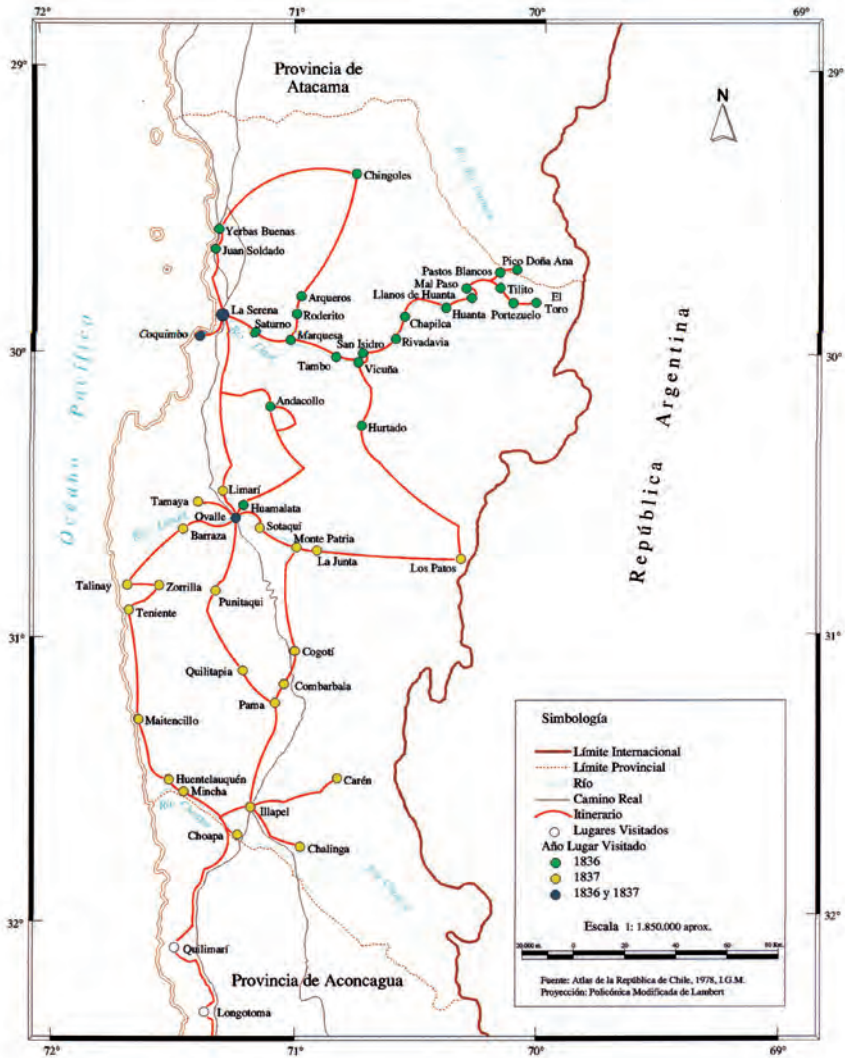 72°
71°
70°
69°
29°
29°
Provincia de
Atacama
N
Chingoles
Yerbas Buenas
Juan Soldado
Pico Doña Ana
Pastos Blancos
Mal Paso
Tilito
El
Toro
Llanos de Huanta
Arqueros
Huanta
Portezuelo
La Serena
Roderito
Chapilca
Saturno
Coquimbo
Marquesa
San Isidro
Rivadavia
30°
30°
Tambo
Vicuña
Océano Pacífico
República Argentina
Andacollo
Hurtado
Limarí
Tamaya
Huamalata
Ovalle
Sotaquí
Barraza
Monte Patria
La Junta
Los Patos
Talinay
Zorrilla
Punitaqui
Teniente
31°
31°
Cogotí
Quilitapia
Combarbala
Pama
Maitencillo
Huentelauquén
Carén
Mincha
Illapel
Choapa
Chalinga
32°
32°
Quilimarí
Provincia de Aconcagua
Longotoma
Simbología
Límite Internacional
Límite Provincial
Río
Camino Real
Itinerario
Lugares Visitados
Año Lugar Visitado
1836
1837
1836 y 1837
Escala 1: 1.850.000 aprox.
0
20
40
60
Fuente: Atlas de la República de Chile, 1978, I.G.M.
Proyección: Policónica Modificada de Lambert
72°
71°
70°
69°